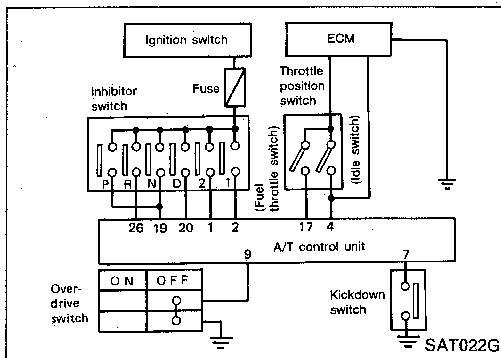 Ignition switch
ECM
Fuse
Throttle
position
switch
Inhibitor
switch
(Fuel
throttle switch)
(Idle switch)
P R N D 2 1
26 19 20 1 2 17 4
A/T control unit
9 7
ON OFF
Over-
drive
switch
Kickdown
switch
SAT022G